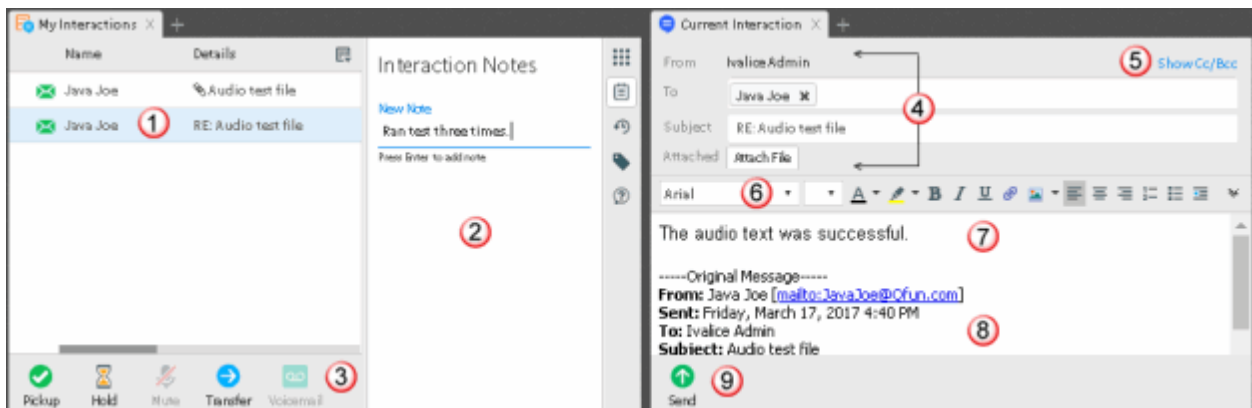 My Interactions
Name Details
Java Joe Audio test file
Java Joe 1 RE: Audio test file
3
Pickup Hold Mute Transfer Voicemail
Interaction Notes
New Note
Ran test three times.
Press Enter to add note
2
Current Interaction
From Ivalice Admin 5 Show Cc/Bcc
To Java Joe 4
Subject RE: Audio test file
Attached Attach File
Arial 6 A B I U
The audio text was successful. 7
-----Original Message-----
From: Java Joe [mailto:JavaJoe@Ofun.com]
Sent: Friday, March 17, 2017 4:40 PM
To: Ivalice Admin 8
Subject: Audio test file
9
Send